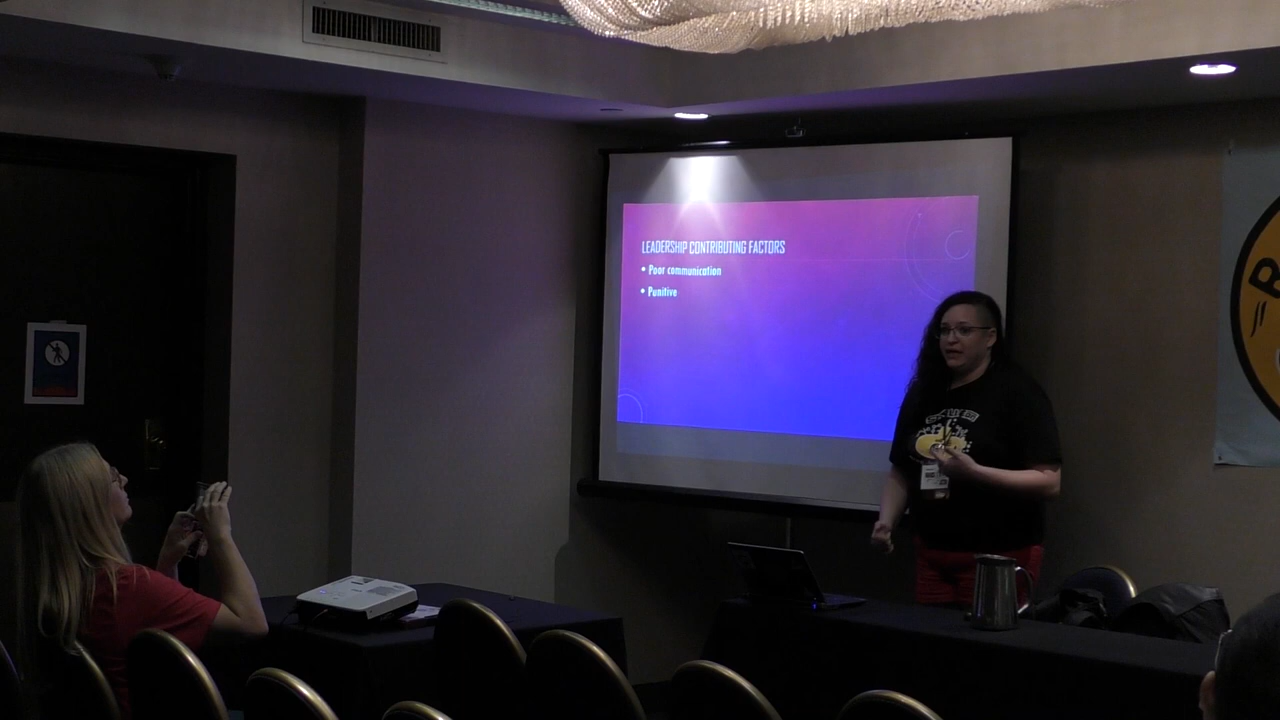 LEADERSHIP CONTRIBUTING FACTORS
• Poor communication
• Punitive